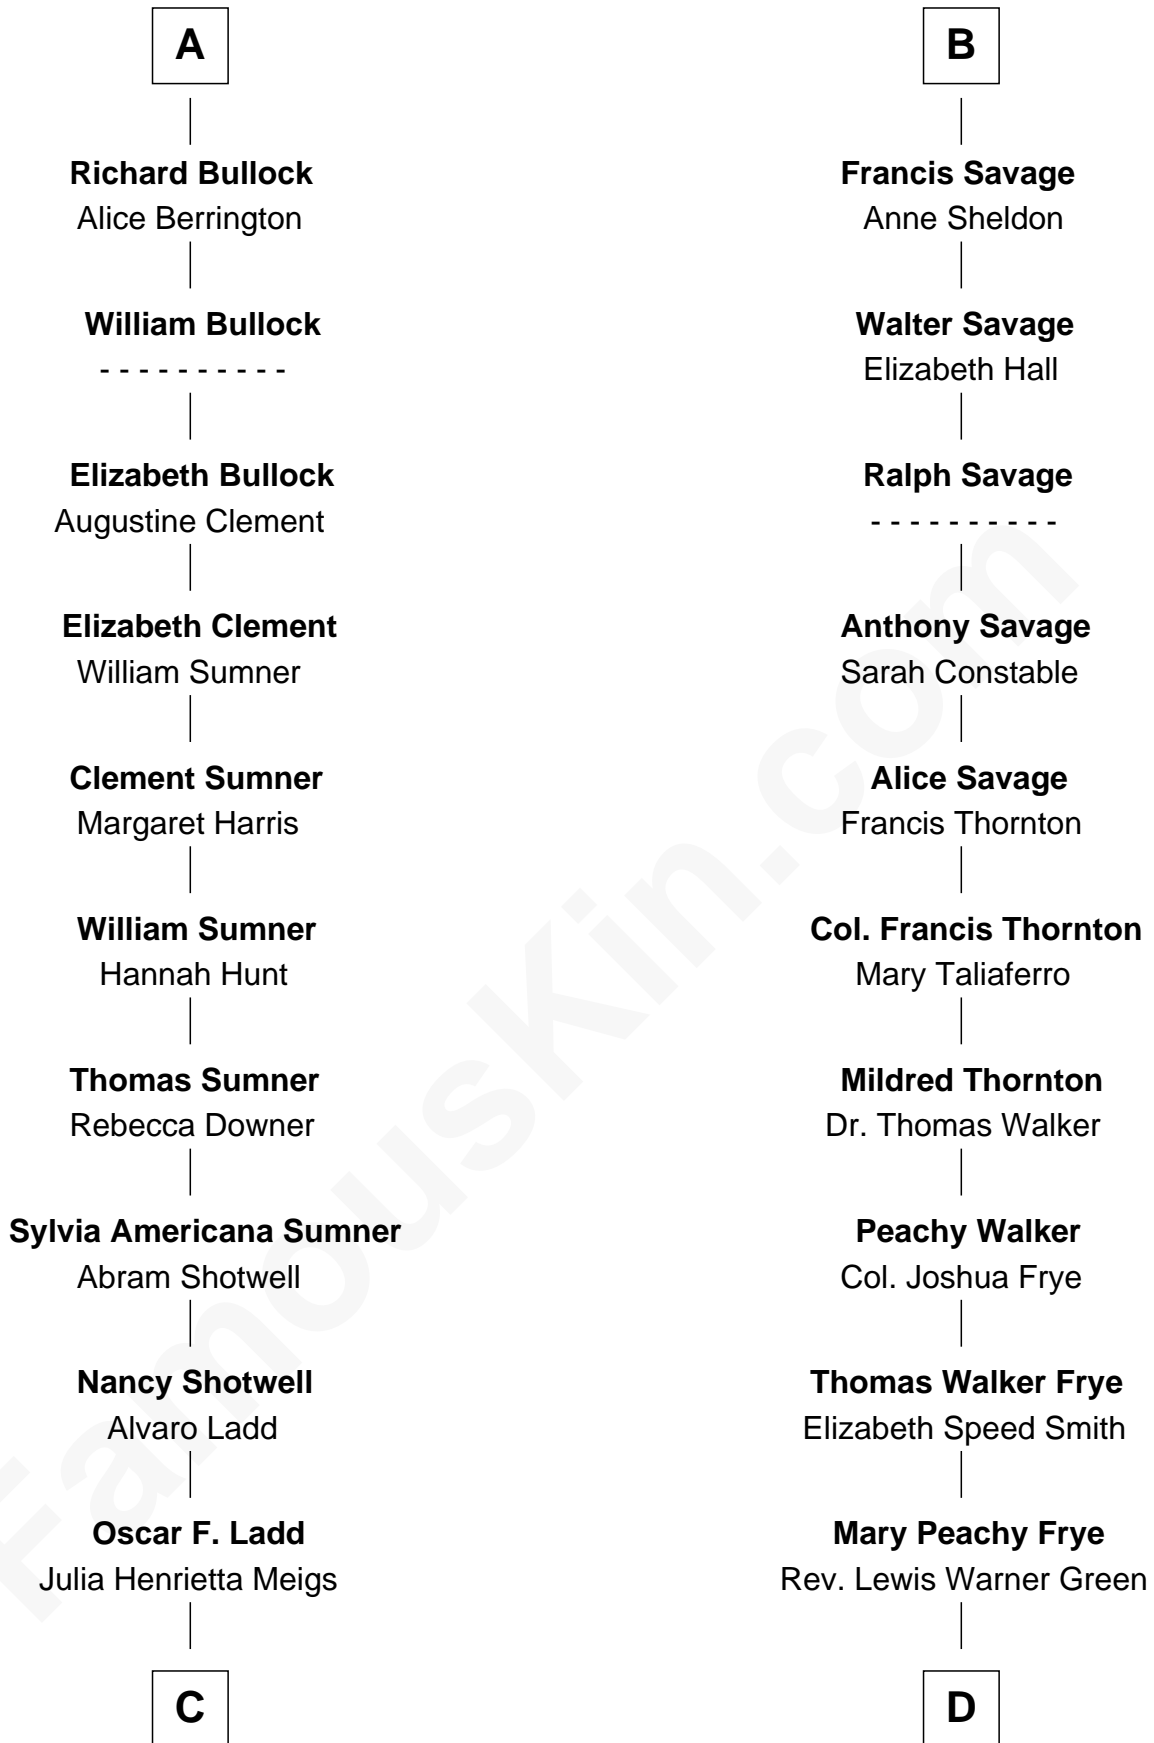 A
Richard Bullock
Alice Berrington
William Bullock
- - - - - - - - - -
Elizabeth Bullock
Augustine Clement
Elizabeth Clement
William Sumner
Clement Sumner
Margaret Harris
William Sumner
Hannah Hunt
Thomas Sumner
Rebecca Downer
Sylvia Americana Sumner
Abram Shotwell
Nancy Shotwell
Alvaro Ladd
Oscar F. Ladd
Julia Henrietta Meigs
C
B
Francis Savage
Anne Sheldon
Walter Savage
Elizabeth Hall
Ralph Savage
- - - - - - - - - -
Anthony Savage
Sarah Constable
Alice Savage
Francis Thornton
Col. Francis Thornton
Mary Taliaferro
Mildred Thornton
Dr. Thomas Walker
Peachy Walker
Col. Joshua Frye
Thomas Walker Frye
Elizabeth Speed Smith
Mary Peachy Frye
Rev. Lewis Warner Green
D
FamousKin.com